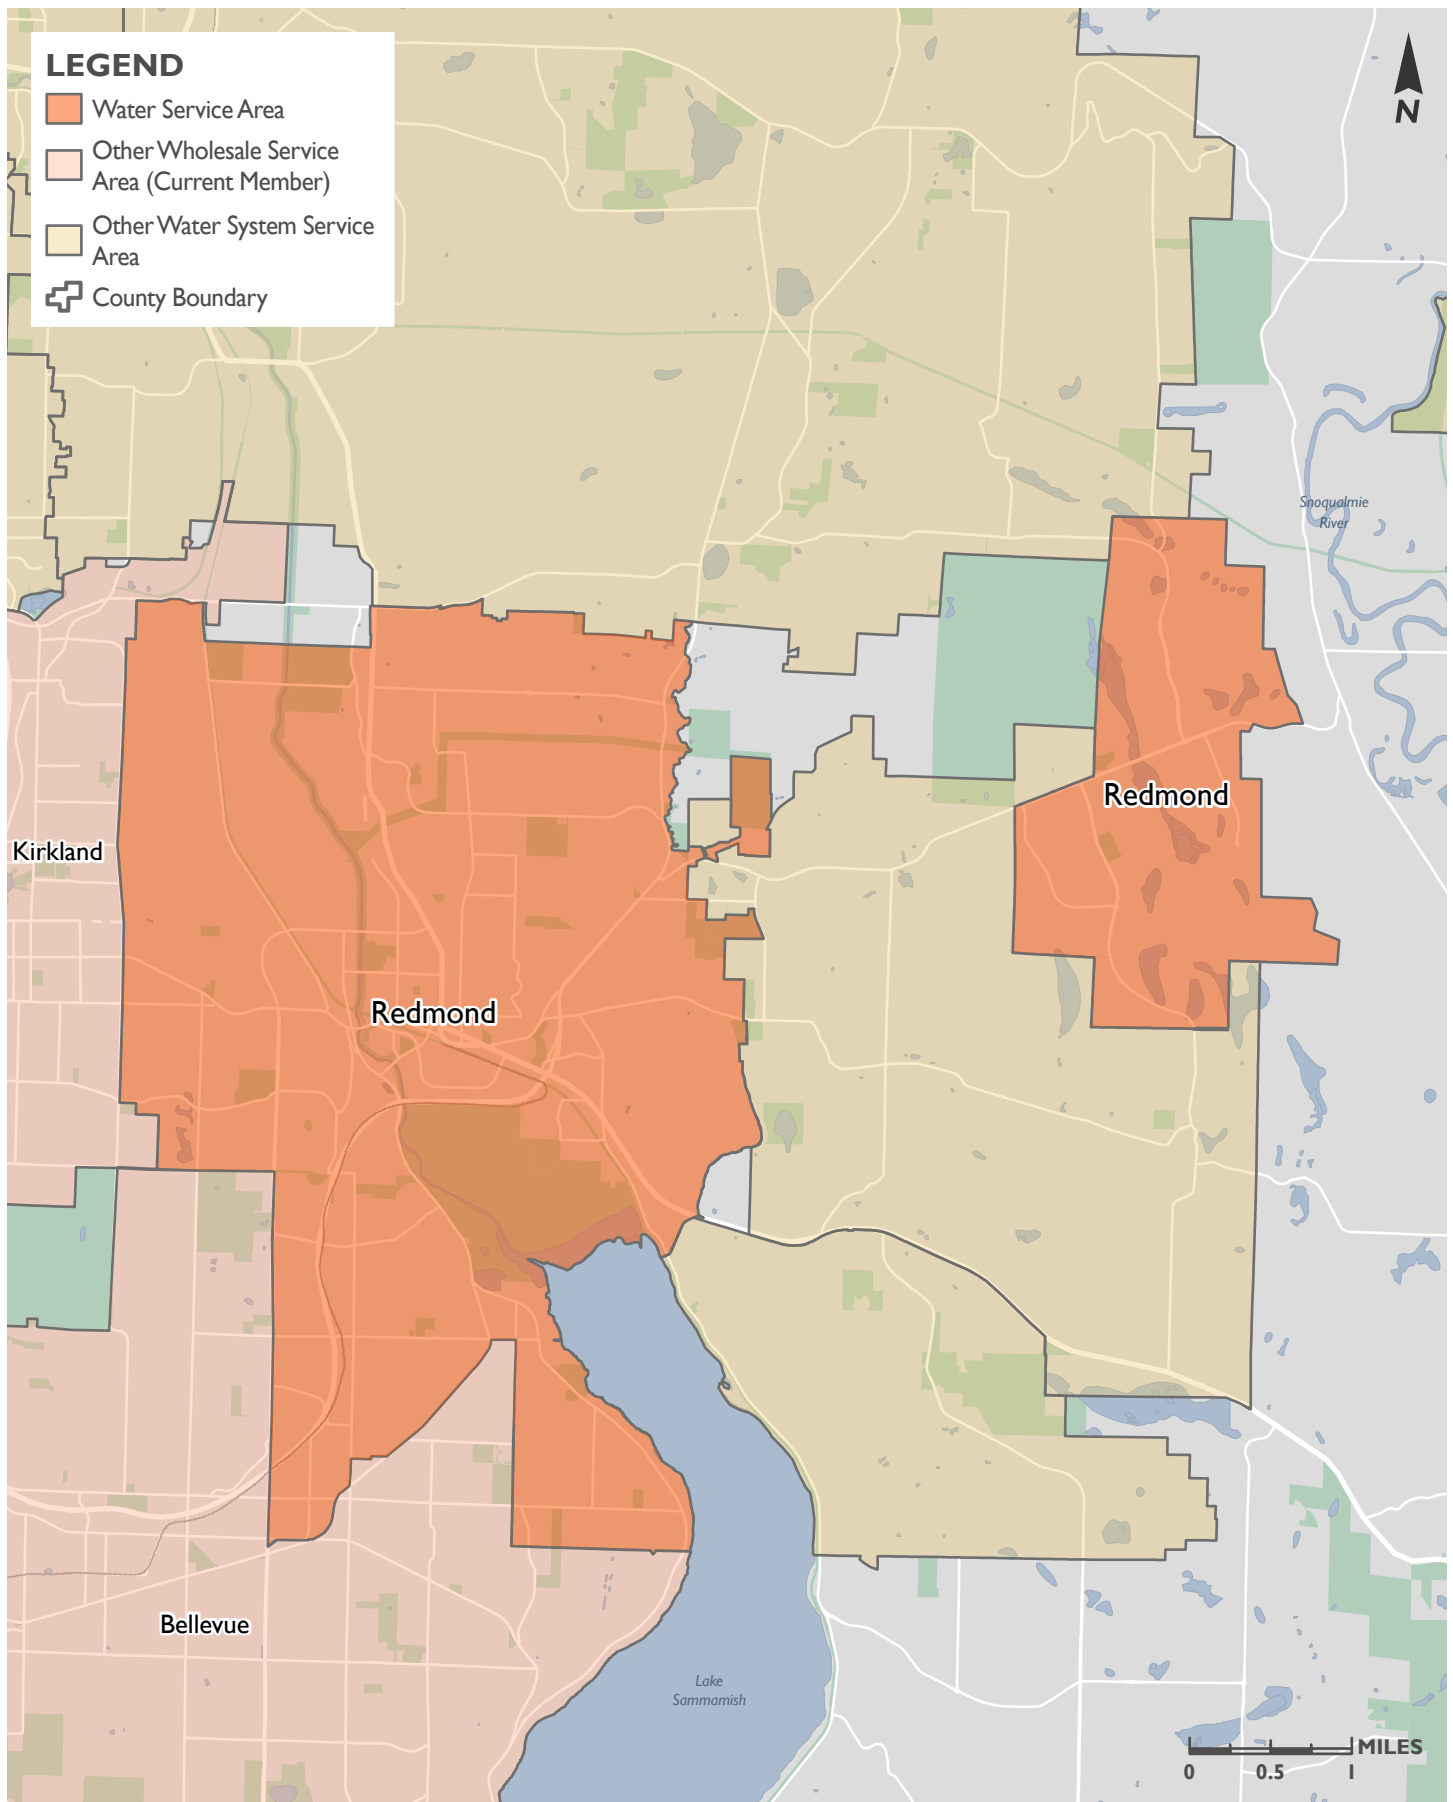 LEGEND
Water Service Area
Other Wholesale Service
Area (Current Member)
Other Water System Service
Area
County Boundary
N
Snoqualmie
River
Redmond
Kirkland
Redmond
Bellevue
Lake
Sammamish
MILES
0 0.5 1